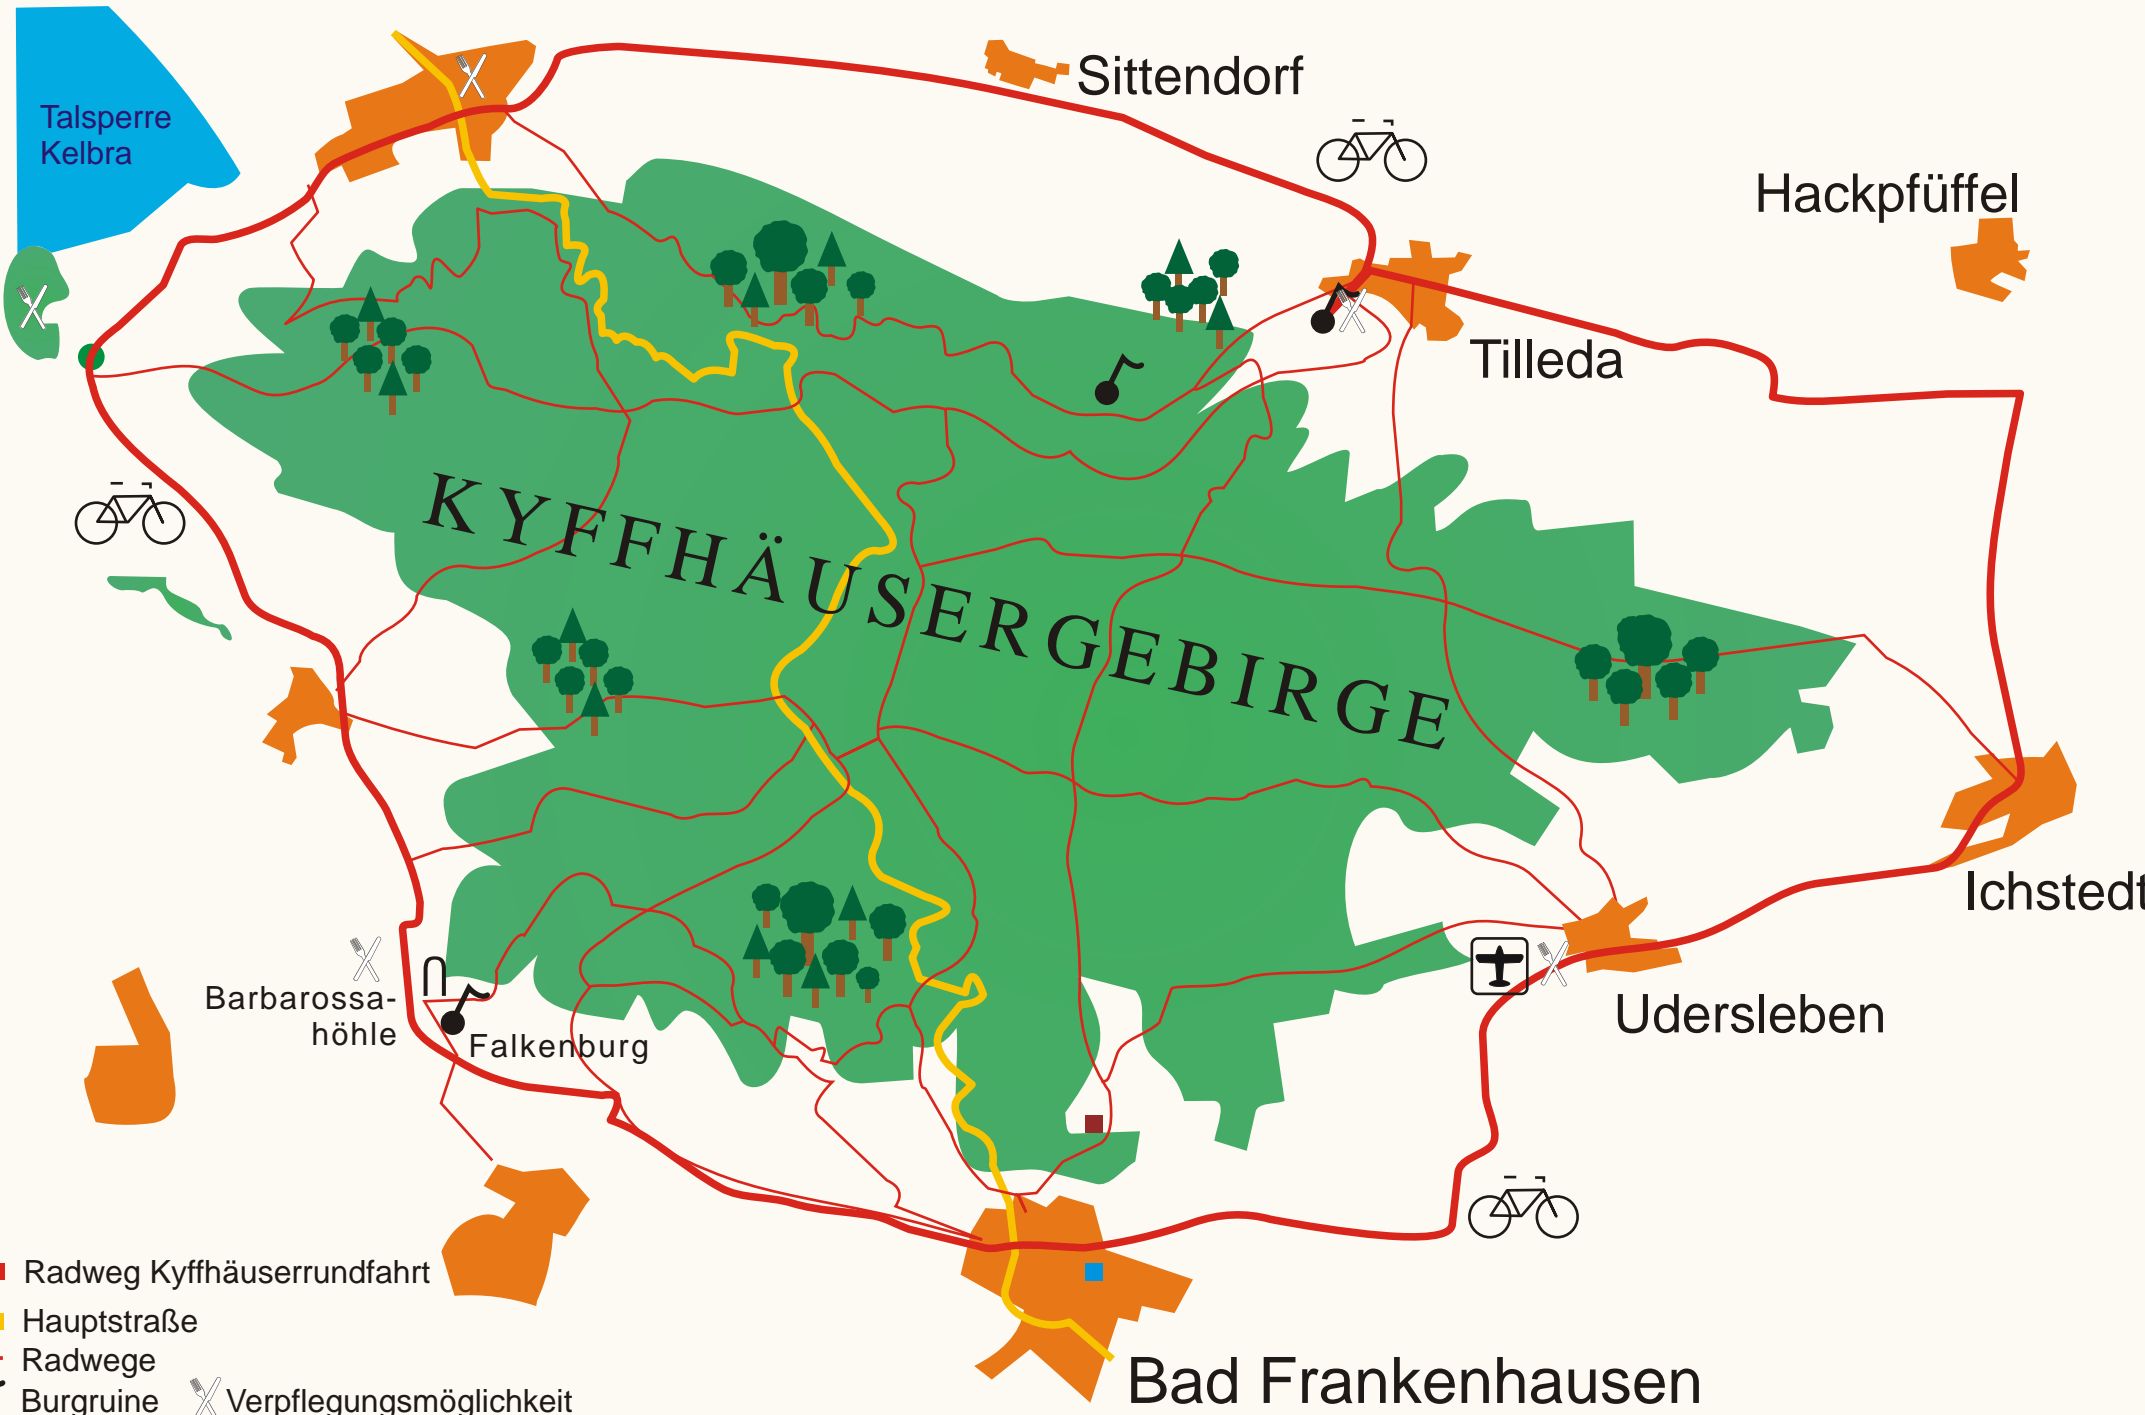 Talsperre
Kelbra
Sittendorf
Hackpfüffel
Tilleda
KYFFHÄUSERGEBIRGE
Ichstedt
Udersleben
Barbarossa-
höhle
Falkenburg
Bad Frankenhausen
Radweg Kyffhäuserrundfahrt
Hauptstraße
Radwege
Burgruine Verpflegungsmöglichkeit